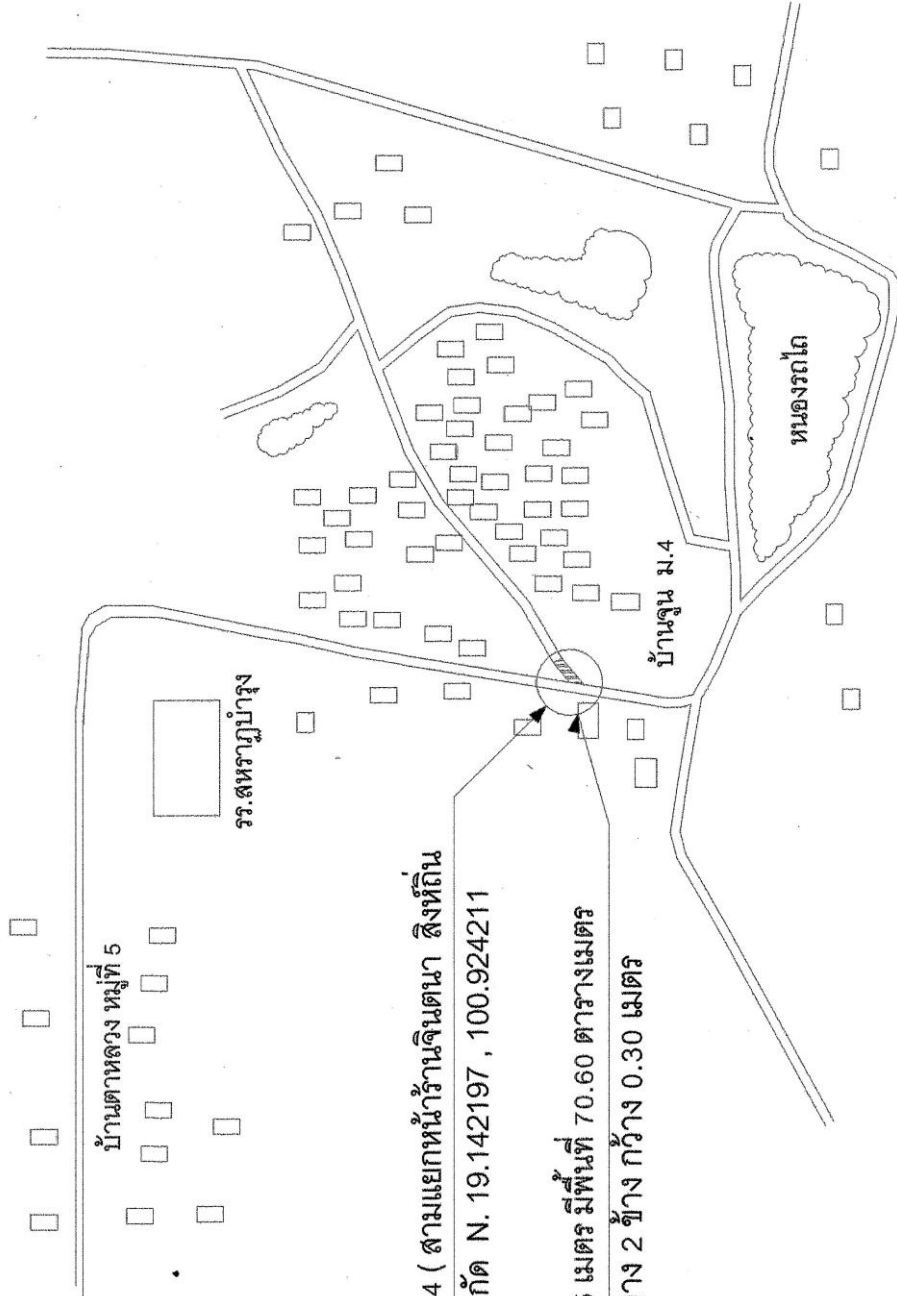 บ้านตาหลวง หมู่ที่ 5
รร.สหราฎบำรุง
4 ( สามแยกหน้าร้านจินตนา สิงห์ถิ่น
กัด N. 19.142197 , 100.924211
เมตร มีพื้นที่ 70.60 ตารางเมตร
ทาง 2 ข้าง กว้าง 0.30 เมตร
บ้านจูน ม.4
หนองรถไถ